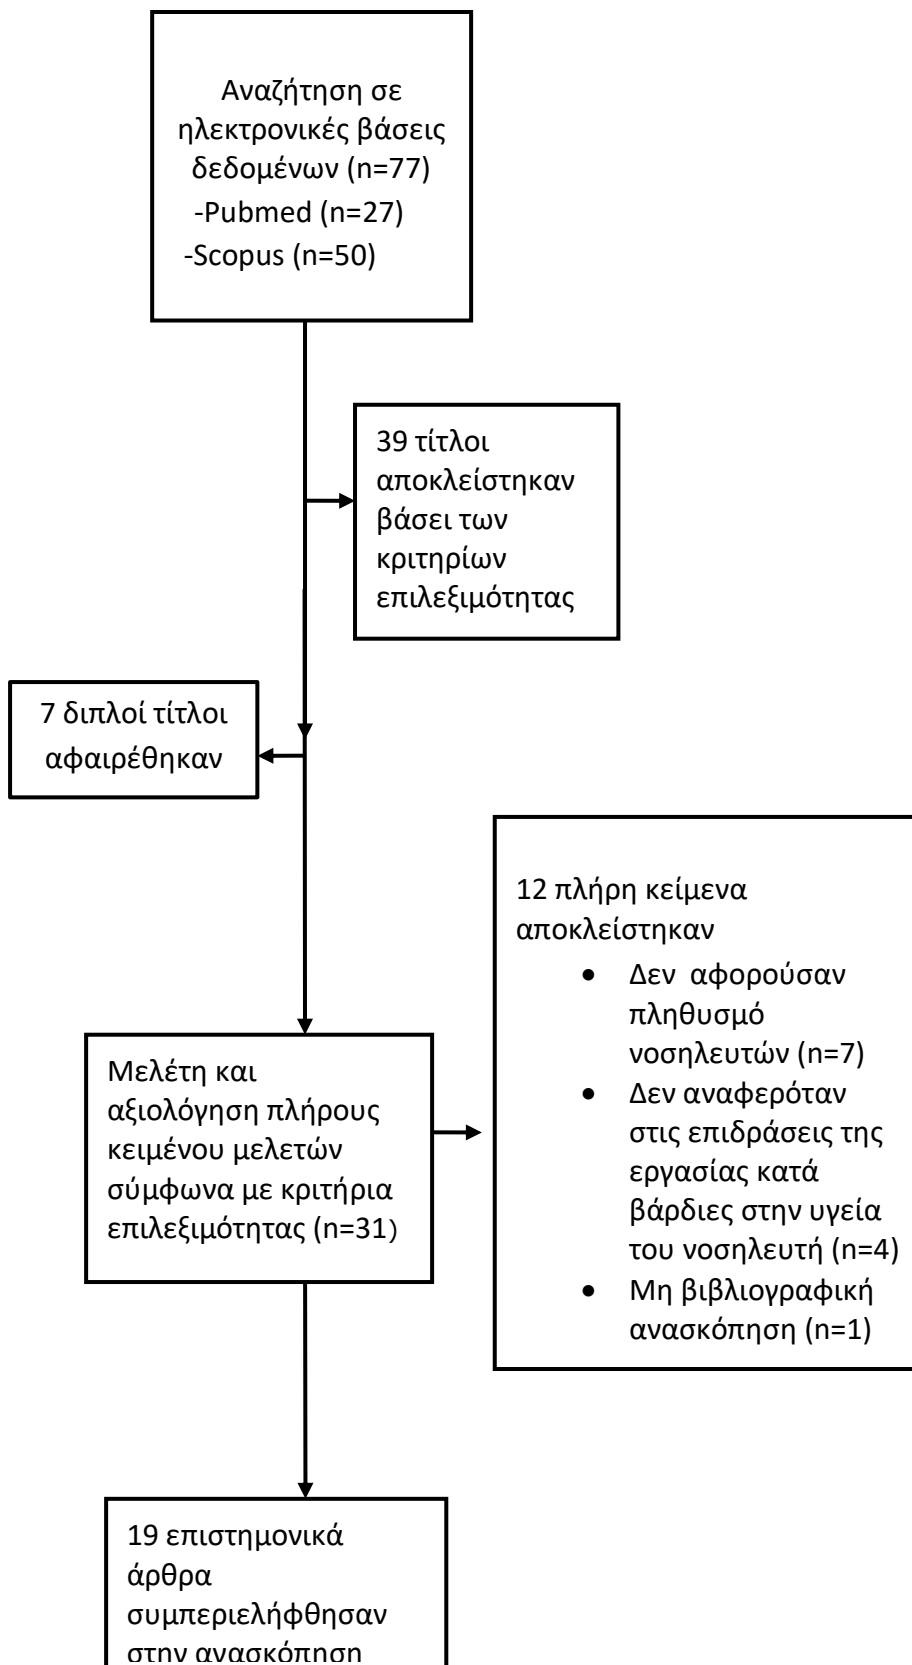 Αναζήτηση σε
ηλεκτρονικές βάσεις
δεδομένων (n=77)
-Pubmed (n=27)
-Scopus (n=50)
39 τίτλοι
αποκλείστηκαν
βάσει των
κριτηρίων
επιλεξιμότητας
7 διπλοί τίτλοι
αφαιρέθηκαν
12 πλήρη κείμενα
αποκλείστηκαν
• Δεν αφορούσαν
πληθυσμό
νοσηλευτών (n=7)
• Δεν αναφερόταν
στις επιδράσεις της
εργασίας κατά
βάρδιες στην υγεία
του νοσηλευτή (n=4)
• Μη βιβλιογραφική
ανασκόπηση (n=1)
Μελέτη και
αξιολόγηση πλήρους
κειμένου μελετών
σύμφωνα με κριτήρια
επιλεξιμότητας (n=31)
19 επιστημονικά
άρθρα
συμπεριελήφθησαν
στην ανασκόπηση